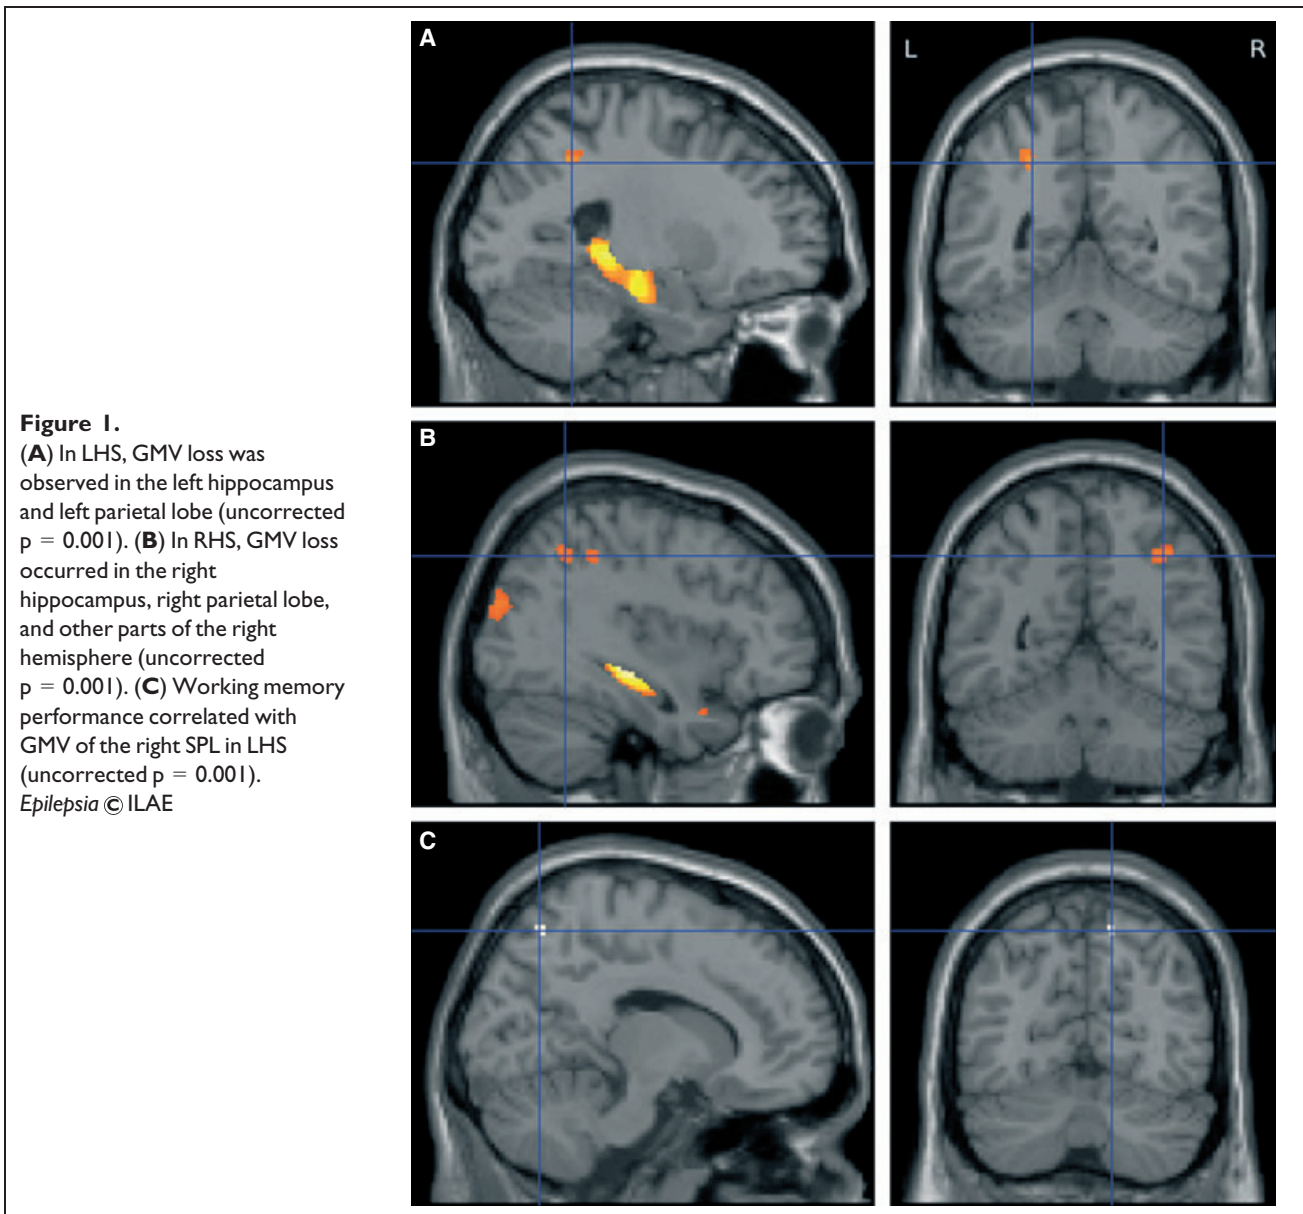 A
L
R
B
C
Figure 1.
(A) In LHS, GMV loss was
observed in the left hippocampus
and left parietal lobe (uncorrected
p = 0.001). (B) In RHS, GMV loss
occurred in the right
hippocampus, right parietal lobe,
and other parts of the right
hemisphere (uncorrected
p = 0.001). (C) Working memory
performance correlated with
GMV of the right SPL in LHS
(uncorrected p = 0.001).
Epilepsia © ILAE